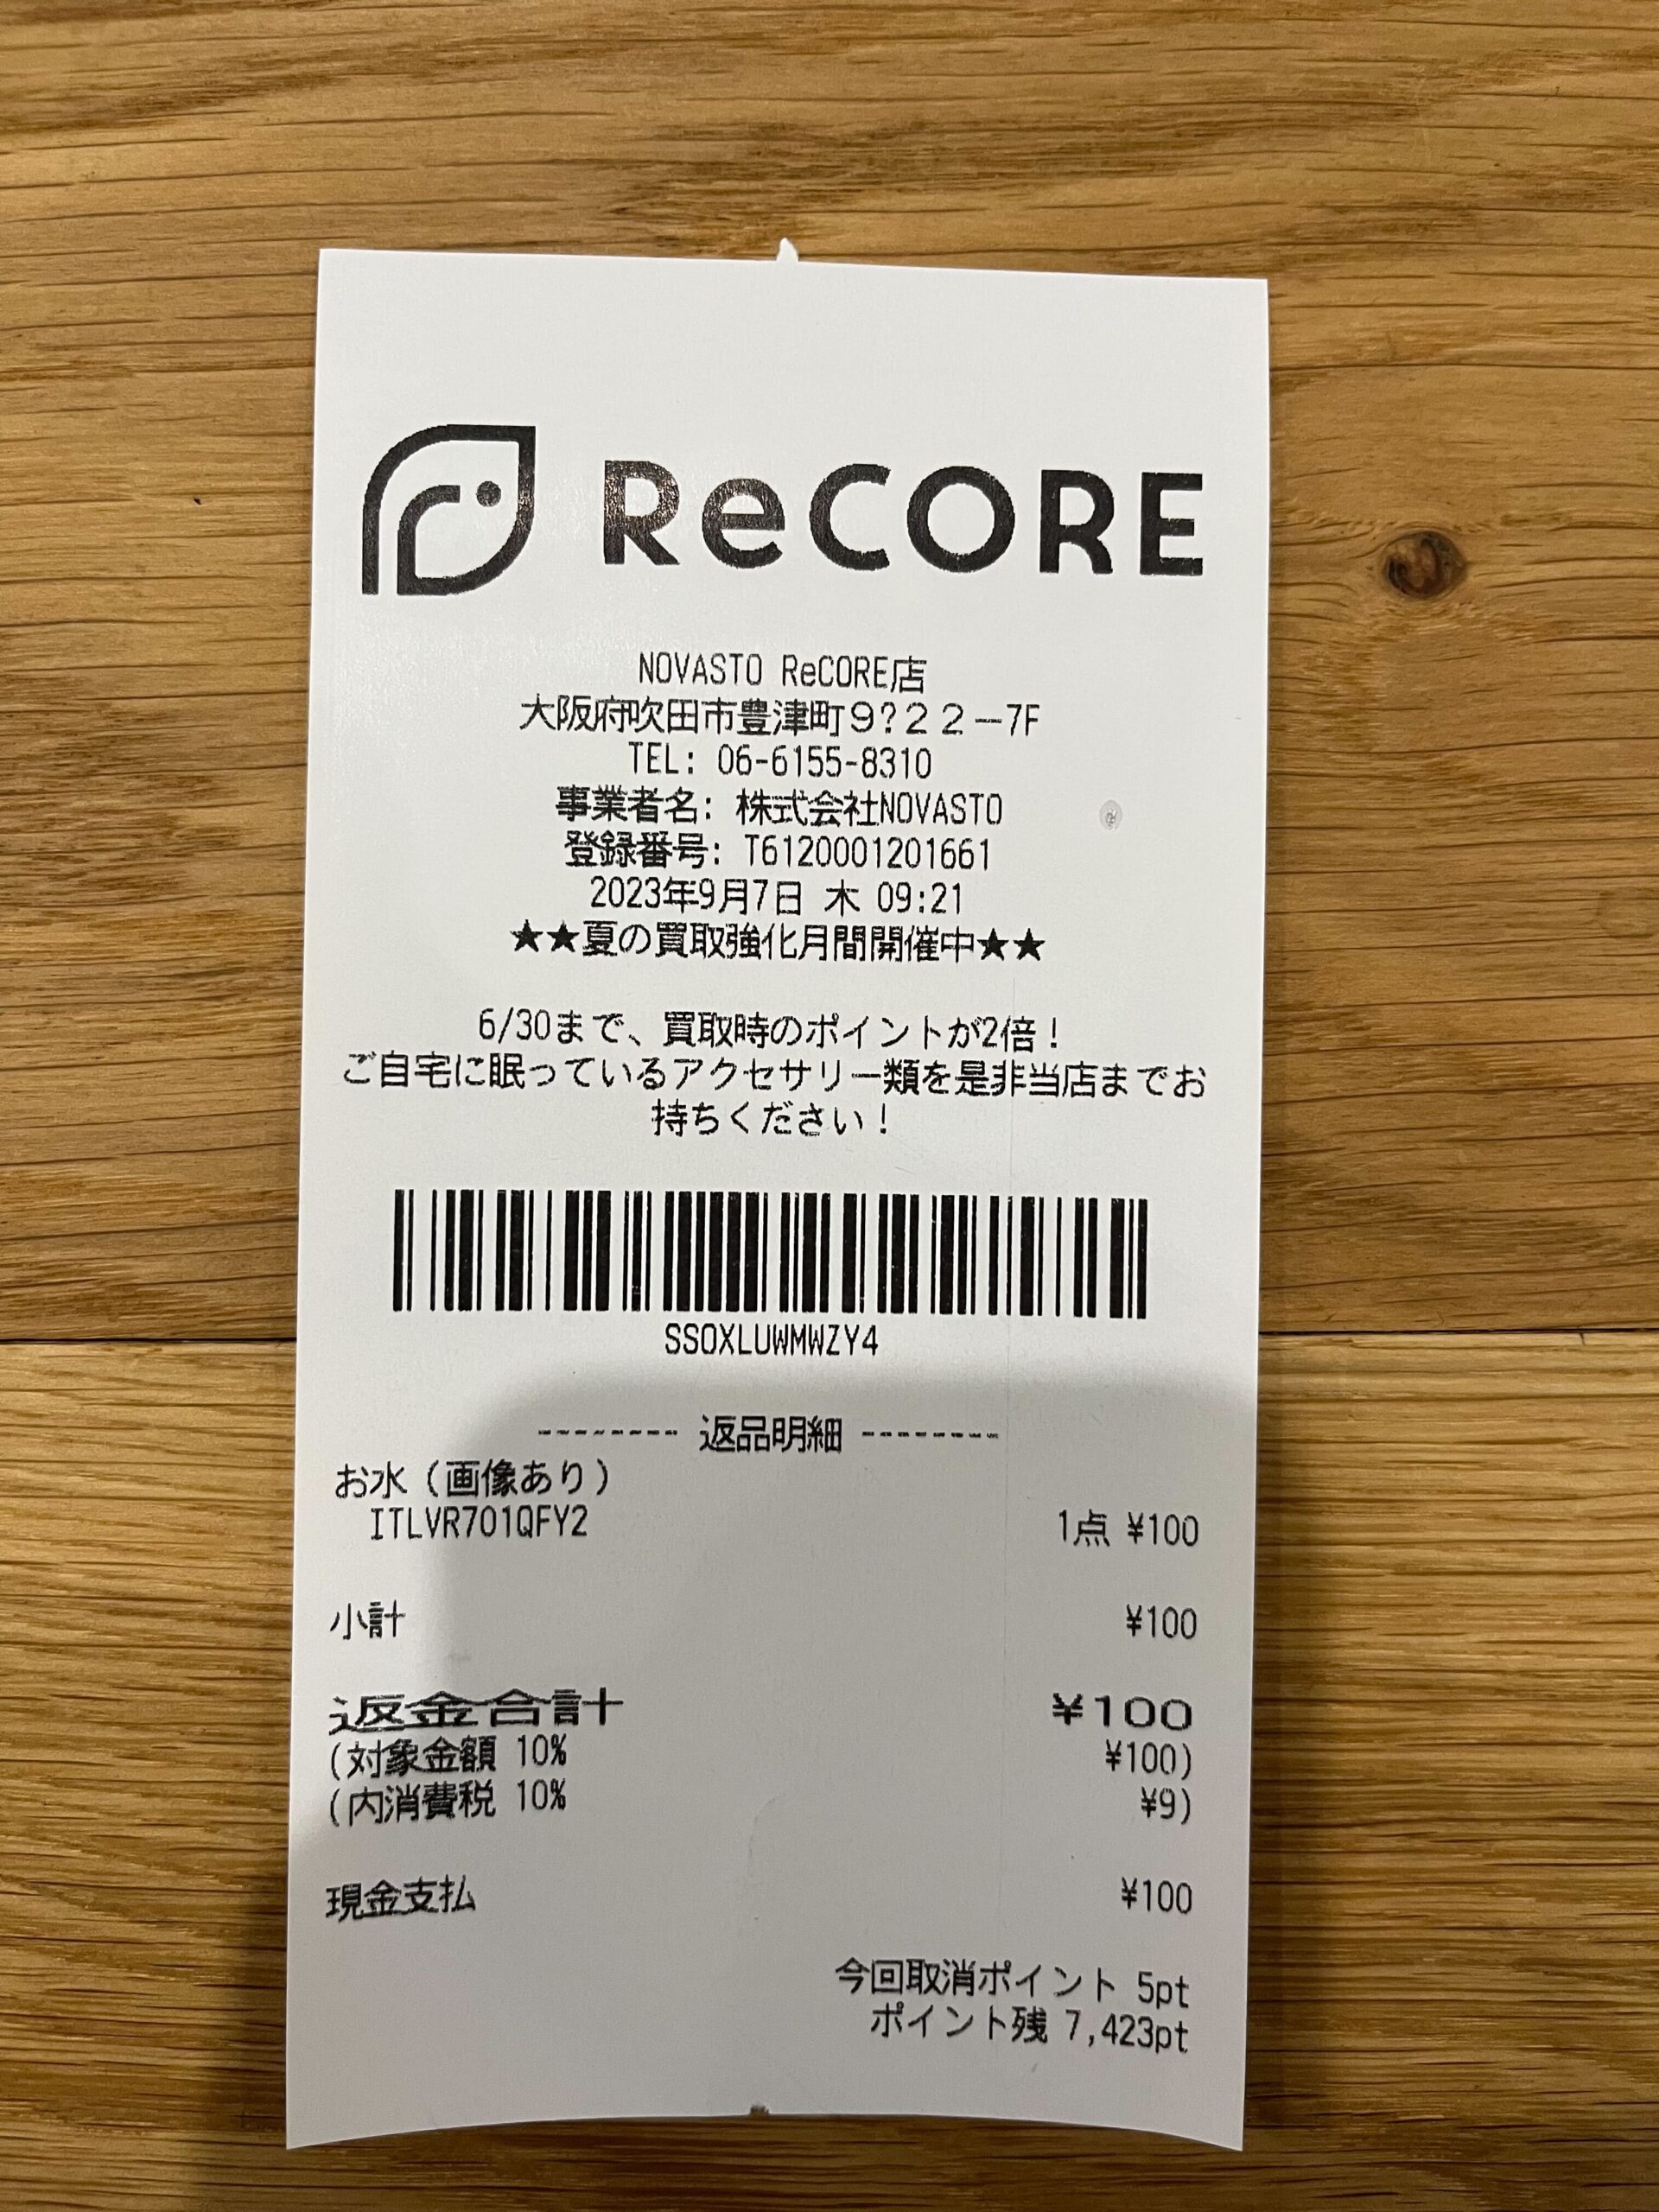 ReCORE
NOVASTO ReCORE店
大阪府吹田市豊津町９?２２－7F
TEL: 06-6155-8310
事業者名: 株式会社NOVASTO
登録番号: T6120001201661
2023年9月7日 木 09:21
★★夏の買取強化月間開催中★★
6/30まで、買取時のポイントが2倍！
ご自宅に眠っているアクセサリー類を是非当店までお
持ちください！
SSOXLUWMWZY4
-------- 返品明細 --------
お水（画像あり）
ITLVR701QFY2 1点 ¥100
小計 ¥100
返金合計 ¥100
(対象金額 10% ¥100)
(内消費税 10% ¥9)
現金支払 ¥100
今回取消ポイント 5pt
ポイント残 7,423pt